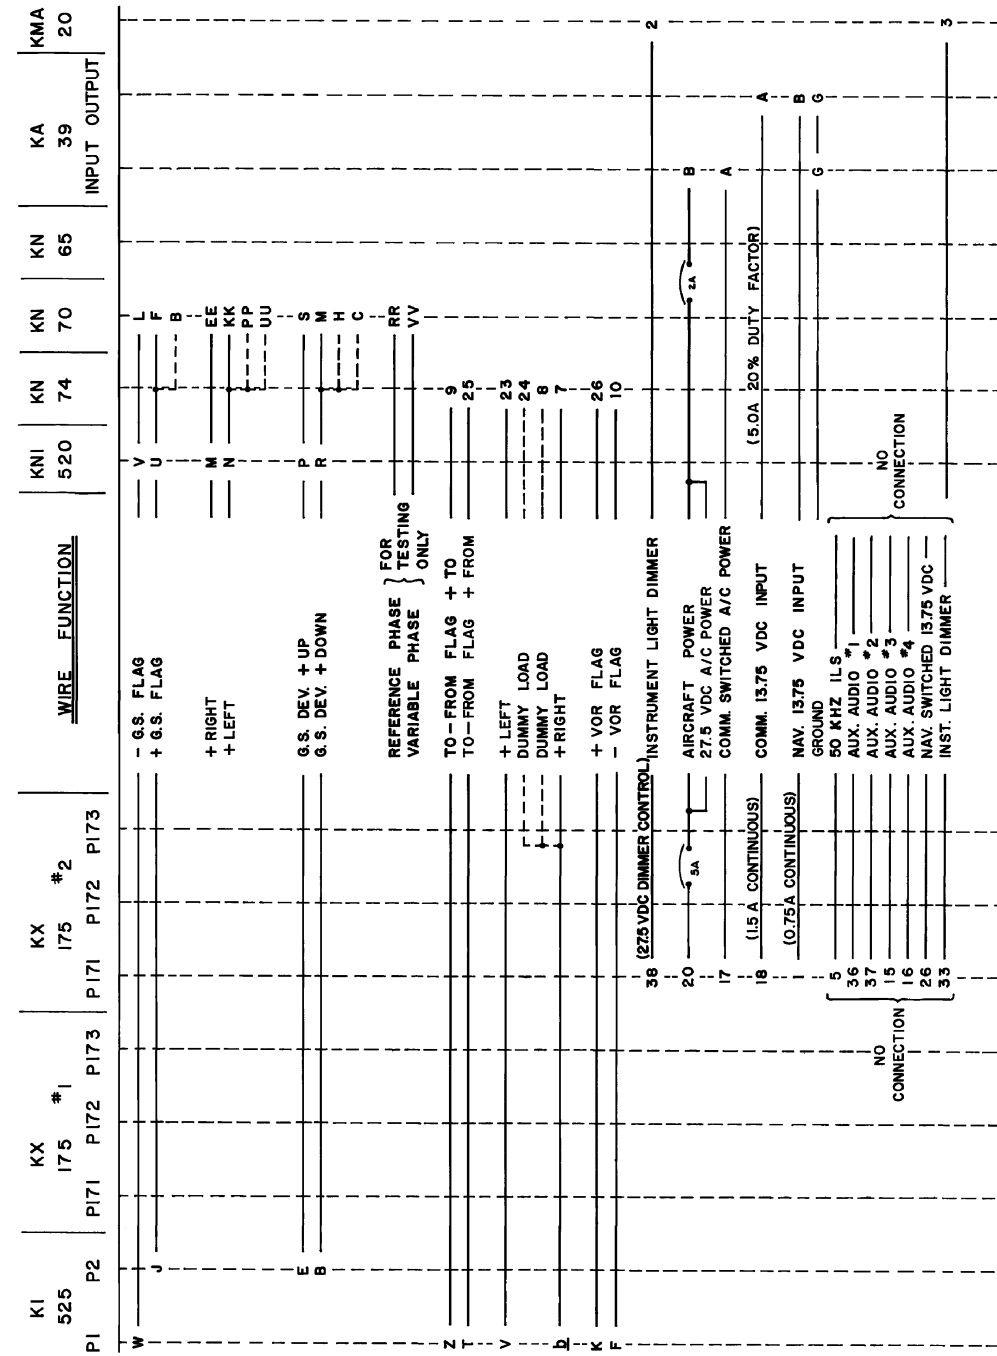 KI 525
P1 P2
KX 175 #1
P171 P172 P173
KX 175 #2
P171 P172 P173
WIRE FUNCTION
KNI 520
KN 74
KN 70
KN 65
KA 39
INPUT OUTPUT
KMA 20
W - G.S. FLAG V L
J + G.S. FLAG U F
B
+ RIGHT M EE
+ LEFT N KK
PP
UU
E G.S. DEV. + UP P S
B G.S. DEV. + DOWN R M
H
C
REFERENCE PHASE RR
VARIABLE PHASE VV
FOR TESTING ONLY
Z TO-FROM FLAG + TO 9
T TO-FROM FLAG + FROM 25
V + LEFT 23
DUMMY LOAD 24
DUMMY LOAD 8
b + RIGHT 7
K + VOR FLAG 26
F - VOR FLAG 10
38 (27.5 VDC DIMMER CONTROL) INSTRUMENT LIGHT DIMMER 2
20 5A AIRCRAFT POWER 2A B
27.5 VDC A/C POWER
17 COMM. SWITCHED A/C POWER A
18 (1.5 A CONTINUOUS) COMM. 13.75 VDC INPUT (5.0A 20% DUTY FACTOR) A
1 (0.75A CONTINUOUS) NAV. 13.75 VDC INPUT B
GROUND G G
5 50 KHZ ILS
36 AUX. AUDIO #1
37 AUX. AUDIO #2
15 AUX. AUDIO #3
16 AUX. AUDIO #4
26 NAV. SWITCHED 13.75 VDC
33 INST. LIGHT DIMMER 3
NO CONNECTION
NO CONNECTION